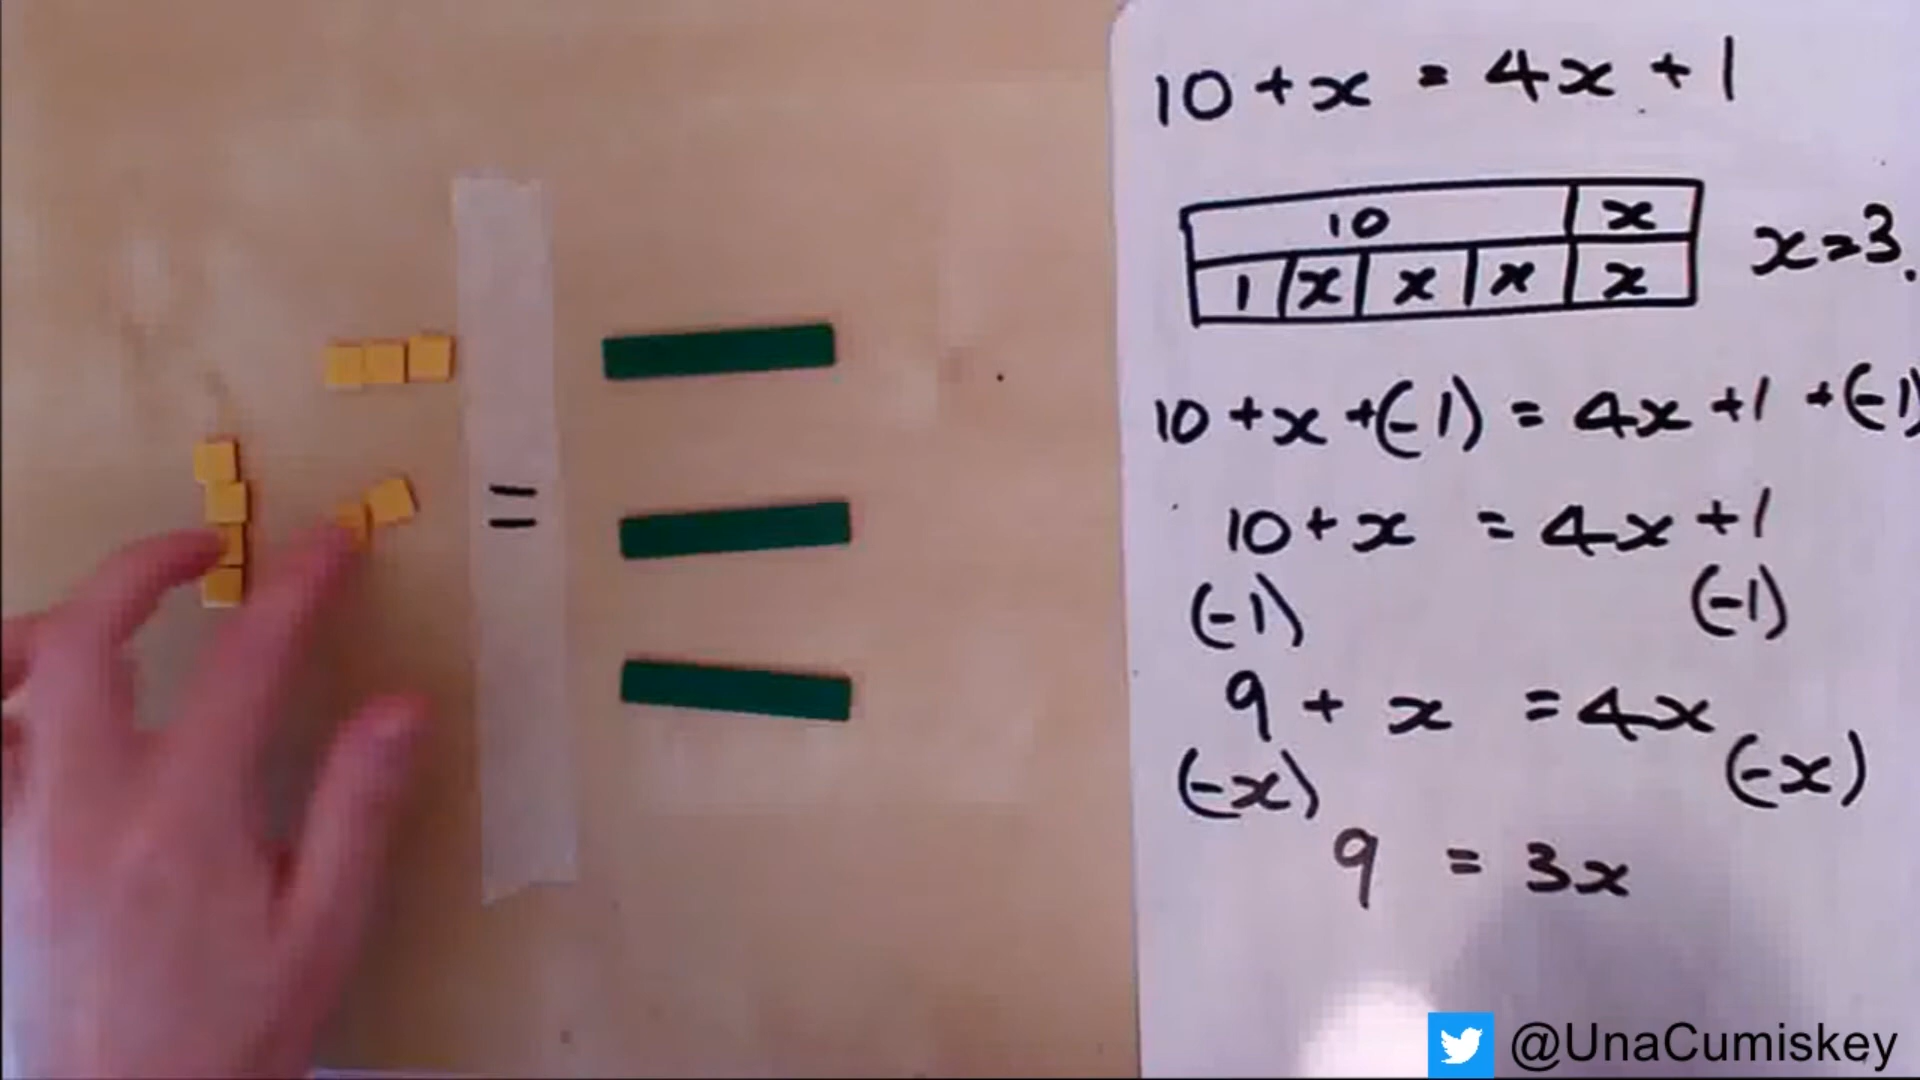 =
10 + x = 4x + 1
10 x
1 x x x x
x = 3.
10 + x + (-1) = 4x + 1 + (-1)
10 + x = 4x + 1
(-1) (-1)
9 + x = 4x
(-x) (-x)
9 = 3x
@UnaCumiskey